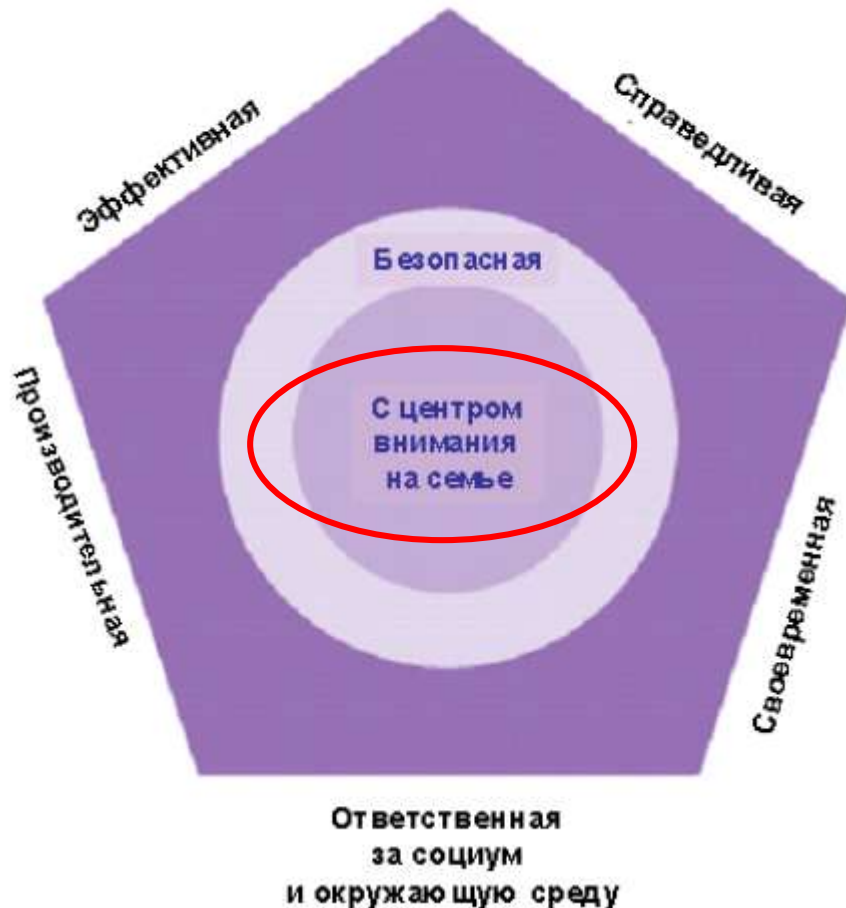 Эффективная
Справедливая
Безопасная
С центром
внимания
на семье
Производительная
Своевременная
Ответственная
за социум
и окружающую среду